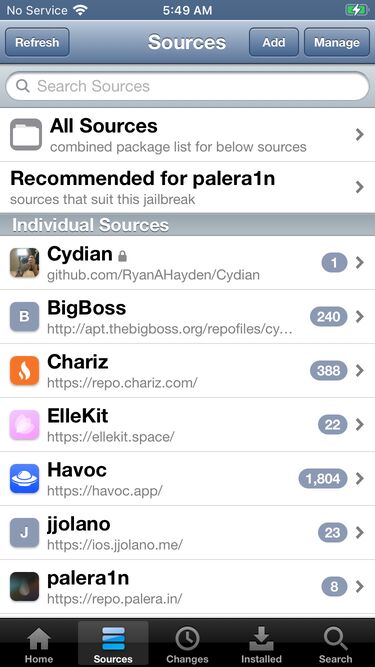 No Service 5:49 AM
Refresh Sources Add Manage
Search Sources
All Sources
combined package list for below sources
Recommended for palera1n
sources that suit this jailbreak
Individual Sources
Cydian
github.com/RyanAHayden/Cydian
1
B
BigBoss
http://apt.thebigboss.org/repofiles/cy…
240
Chariz
https://repo.chariz.com/
388
ElleKit
https://ellekit.space/
22
Havoc
https://havoc.app/
1,804
J
jjolano
https://ios.jjolano.me/
23
palera1n
https://repo.palera.in/
8
Home Sources Changes Installed Search